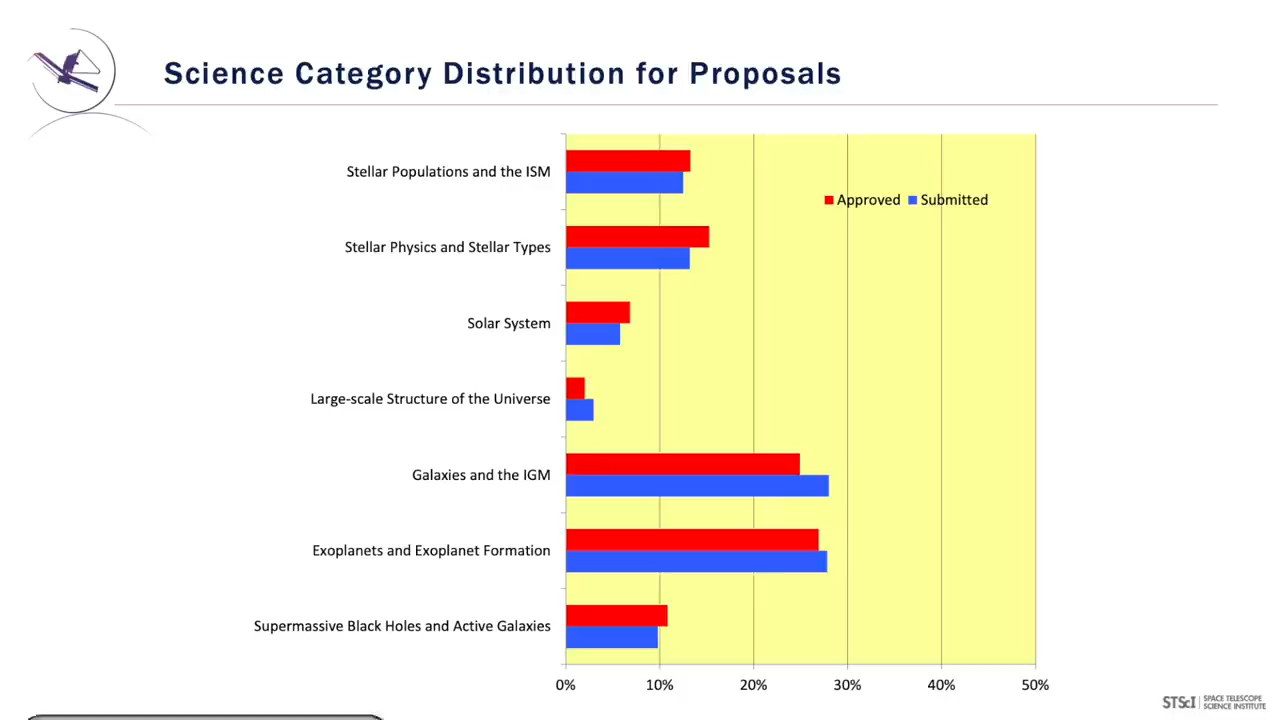 Science Category Distribution for Proposals
Stellar Populations and the ISM
Approved Submitted
Stellar Physics and Stellar Types
Solar System
Large-scale Structure of the Universe
Galaxies and the IGM
Exoplanets and Exoplanet Formation
Supermassive Black Holes and Active Galaxies
0% 10% 20% 30% 40% 50%
STScI SPACE TELESCOPE
SCIENCE INSTITUTE